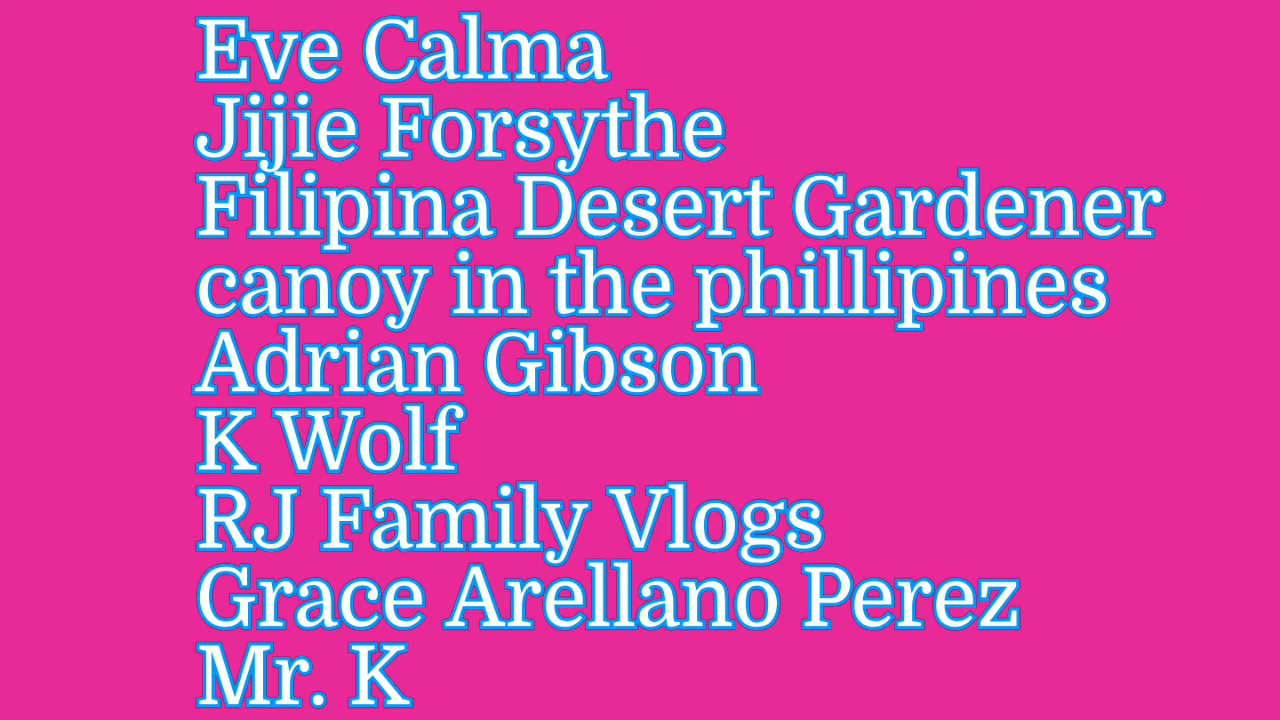 Eve Calma
Jijie Forsythe
Filipina Desert Gardener
canoy in the phillipines
Adrian Gibson
K Wolf
RJ Family Vlogs
Grace Arellano Perez
Mr. K